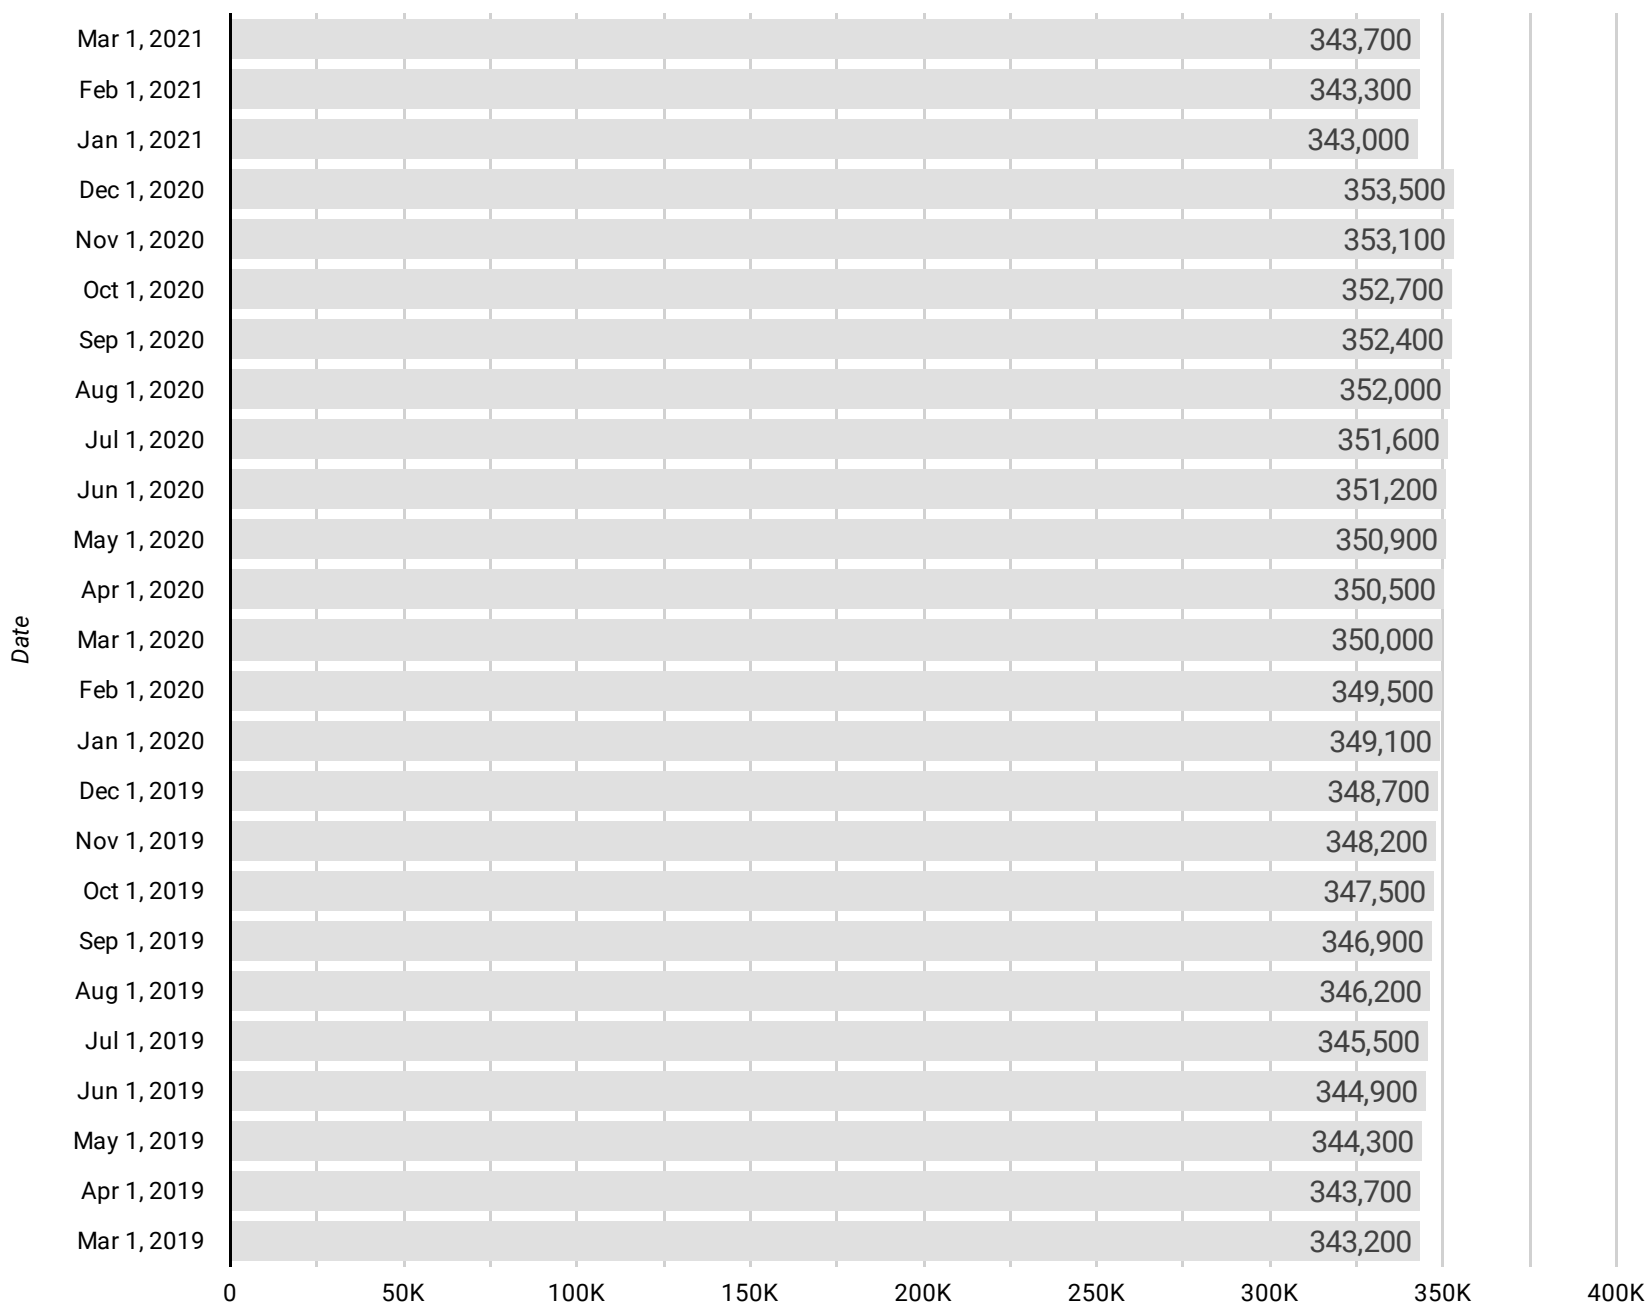 Mar 1, 2021 343,700
Feb 1, 2021 343,300
Jan 1, 2021 343,000
Dec 1, 2020 353,500
Nov 1, 2020 353,100
Oct 1, 2020 352,700
Sep 1, 2020 352,400
Aug 1, 2020 352,000
Jul 1, 2020 351,600
Jun 1, 2020 351,200
May 1, 2020 350,900
Apr 1, 2020 350,500
Date
Mar 1, 2020 350,000
Feb 1, 2020 349,500
Jan 1, 2020 349,100
Dec 1, 2019 348,700
Nov 1, 2019 348,200
Oct 1, 2019 347,500
Sep 1, 2019 346,900
Aug 1, 2019 346,200
Jul 1, 2019 345,500
Jun 1, 2019 344,900
May 1, 2019 344,300
Apr 1, 2019 343,700
Mar 1, 2019 343,200
0 50K 100K 150K 200K 250K 300K 350K 400K